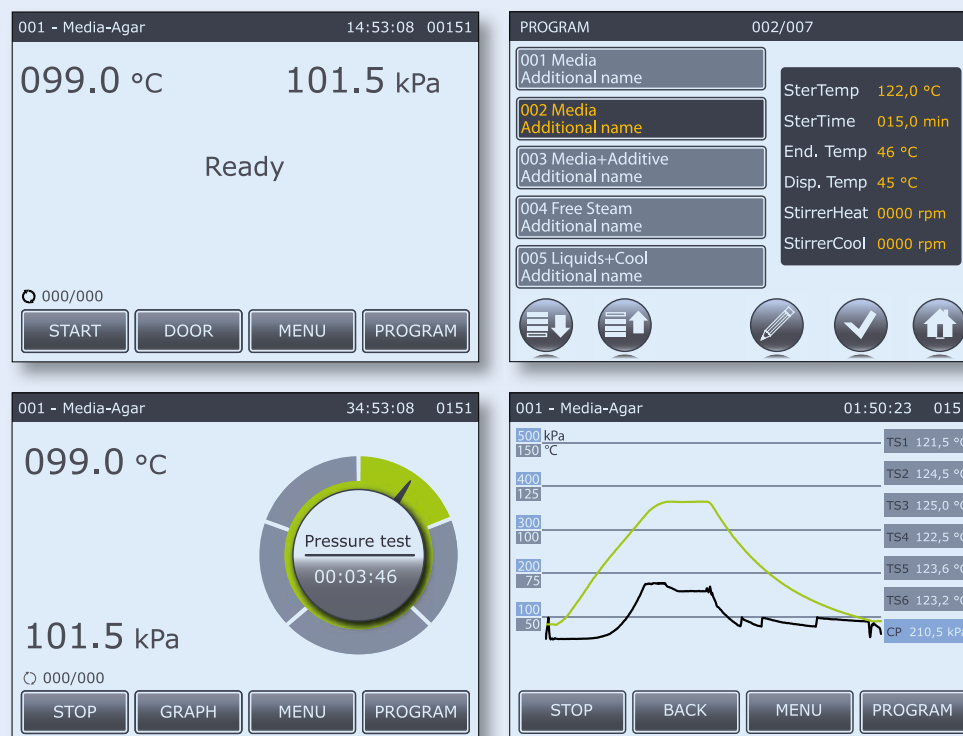 001 - Media-Agar 14:53:08 00151
099.0 °C 101.5 kPa
Ready
000/000
START DOOR MENU PROGRAM
PROGRAM 002/007
001 Media
Additional name
002 Media
Additional name
003 Media+Additive
Additional name
004 Free Steam
Additional name
005 Liquids+Cool
Additional name
SterTemp 122,0 °C
SterTime 015,0 min
End. Temp 46 °C
Disp. Temp 45 °C
StirrerHeat 0000 rpm
StirrerCool 0000 rpm
001 - Media-Agar 34:53:08 0151
099.0 °C
Pressure test
00:03:46
101.5 kPa
000/000
STOP GRAPH MENU PROGRAM
001 - Media-Agar 01:50:23 015
500 kPa
150 °C
400
125
300
100
200
75
100
50
TS1 121,5 °C
TS2 124,5 °C
TS3 125,0 °C
TS4 122,5 °C
TS5 123,6 °C
TS6 123,2 °C
CP 210,5 kPa
STOP BACK MENU PROGRAM